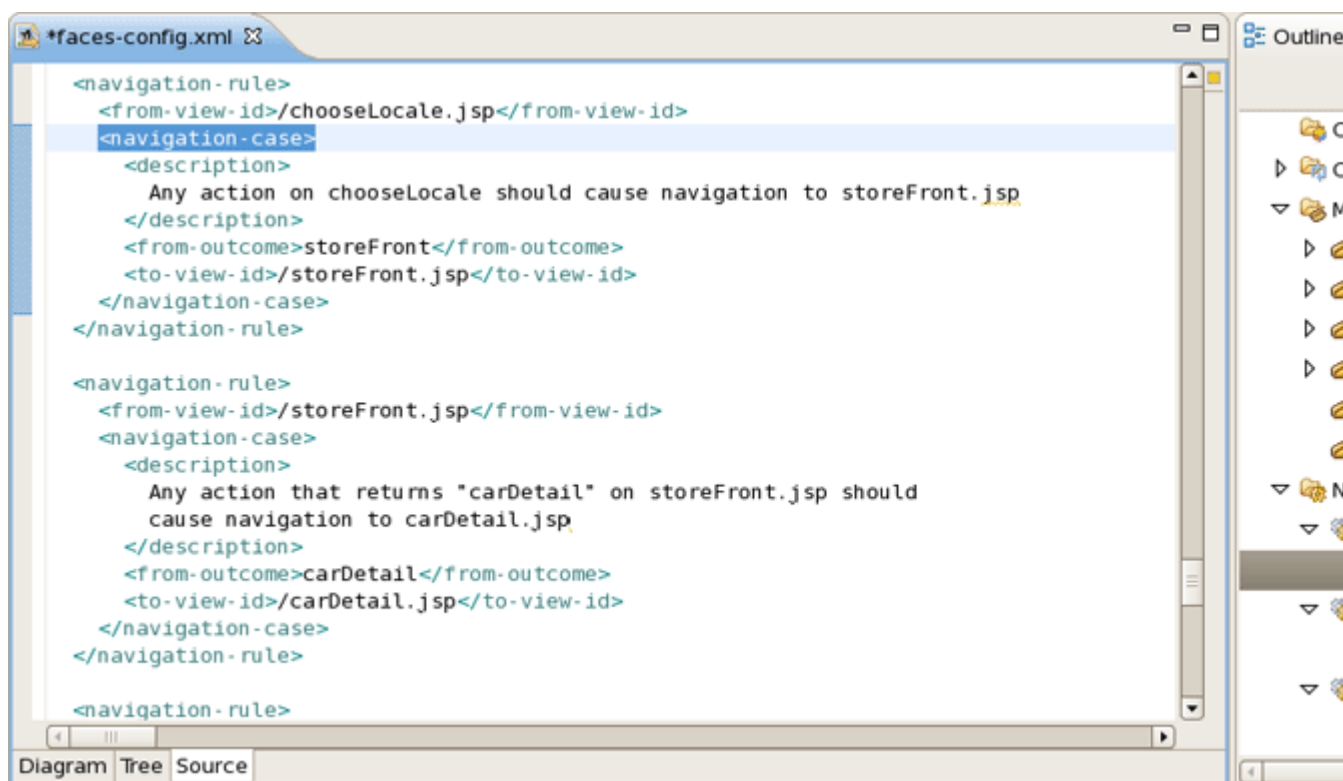 *faces-config.xml
Outline
<navigation-rule>
<from-view-id>/chooseLocale.jsp</from-view-id>
<navigation-case>
<description>
Any action on chooseLocale should cause navigation to storeFront.jsp
</description>
<from-outcome>storeFront</from-outcome>
<to-view-id>/storeFront.jsp</to-view-id>
</navigation-case>
</navigation-rule>
<navigation-rule>
<from-view-id>/storeFront.jsp</from-view-id>
<navigation-case>
<description>
Any action that returns "carDetail" on storeFront.jsp should
cause navigation to carDetail.jsp
</description>
<from-outcome>carDetail</from-outcome>
<to-view-id>/carDetail.jsp</to-view-id>
</navigation-case>
</navigation-rule>
<navigation-rule>
Diagram Tree Source